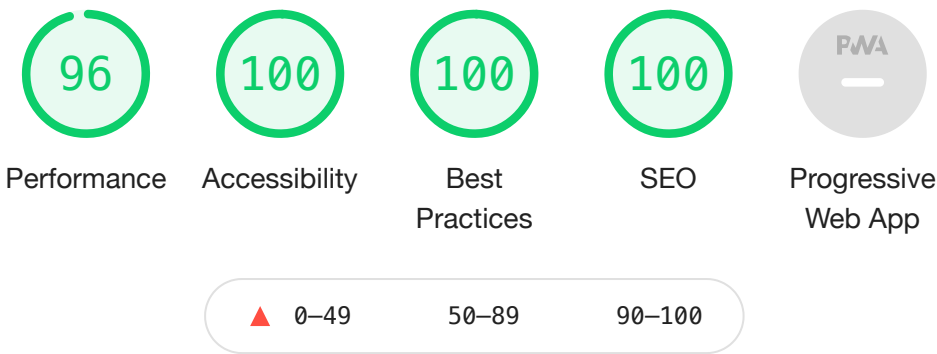 96
100
100
100
PWA
Performance
Accessibility
Best
Practices
SEO
Progressive
Web App
0–49
50–89
90–100